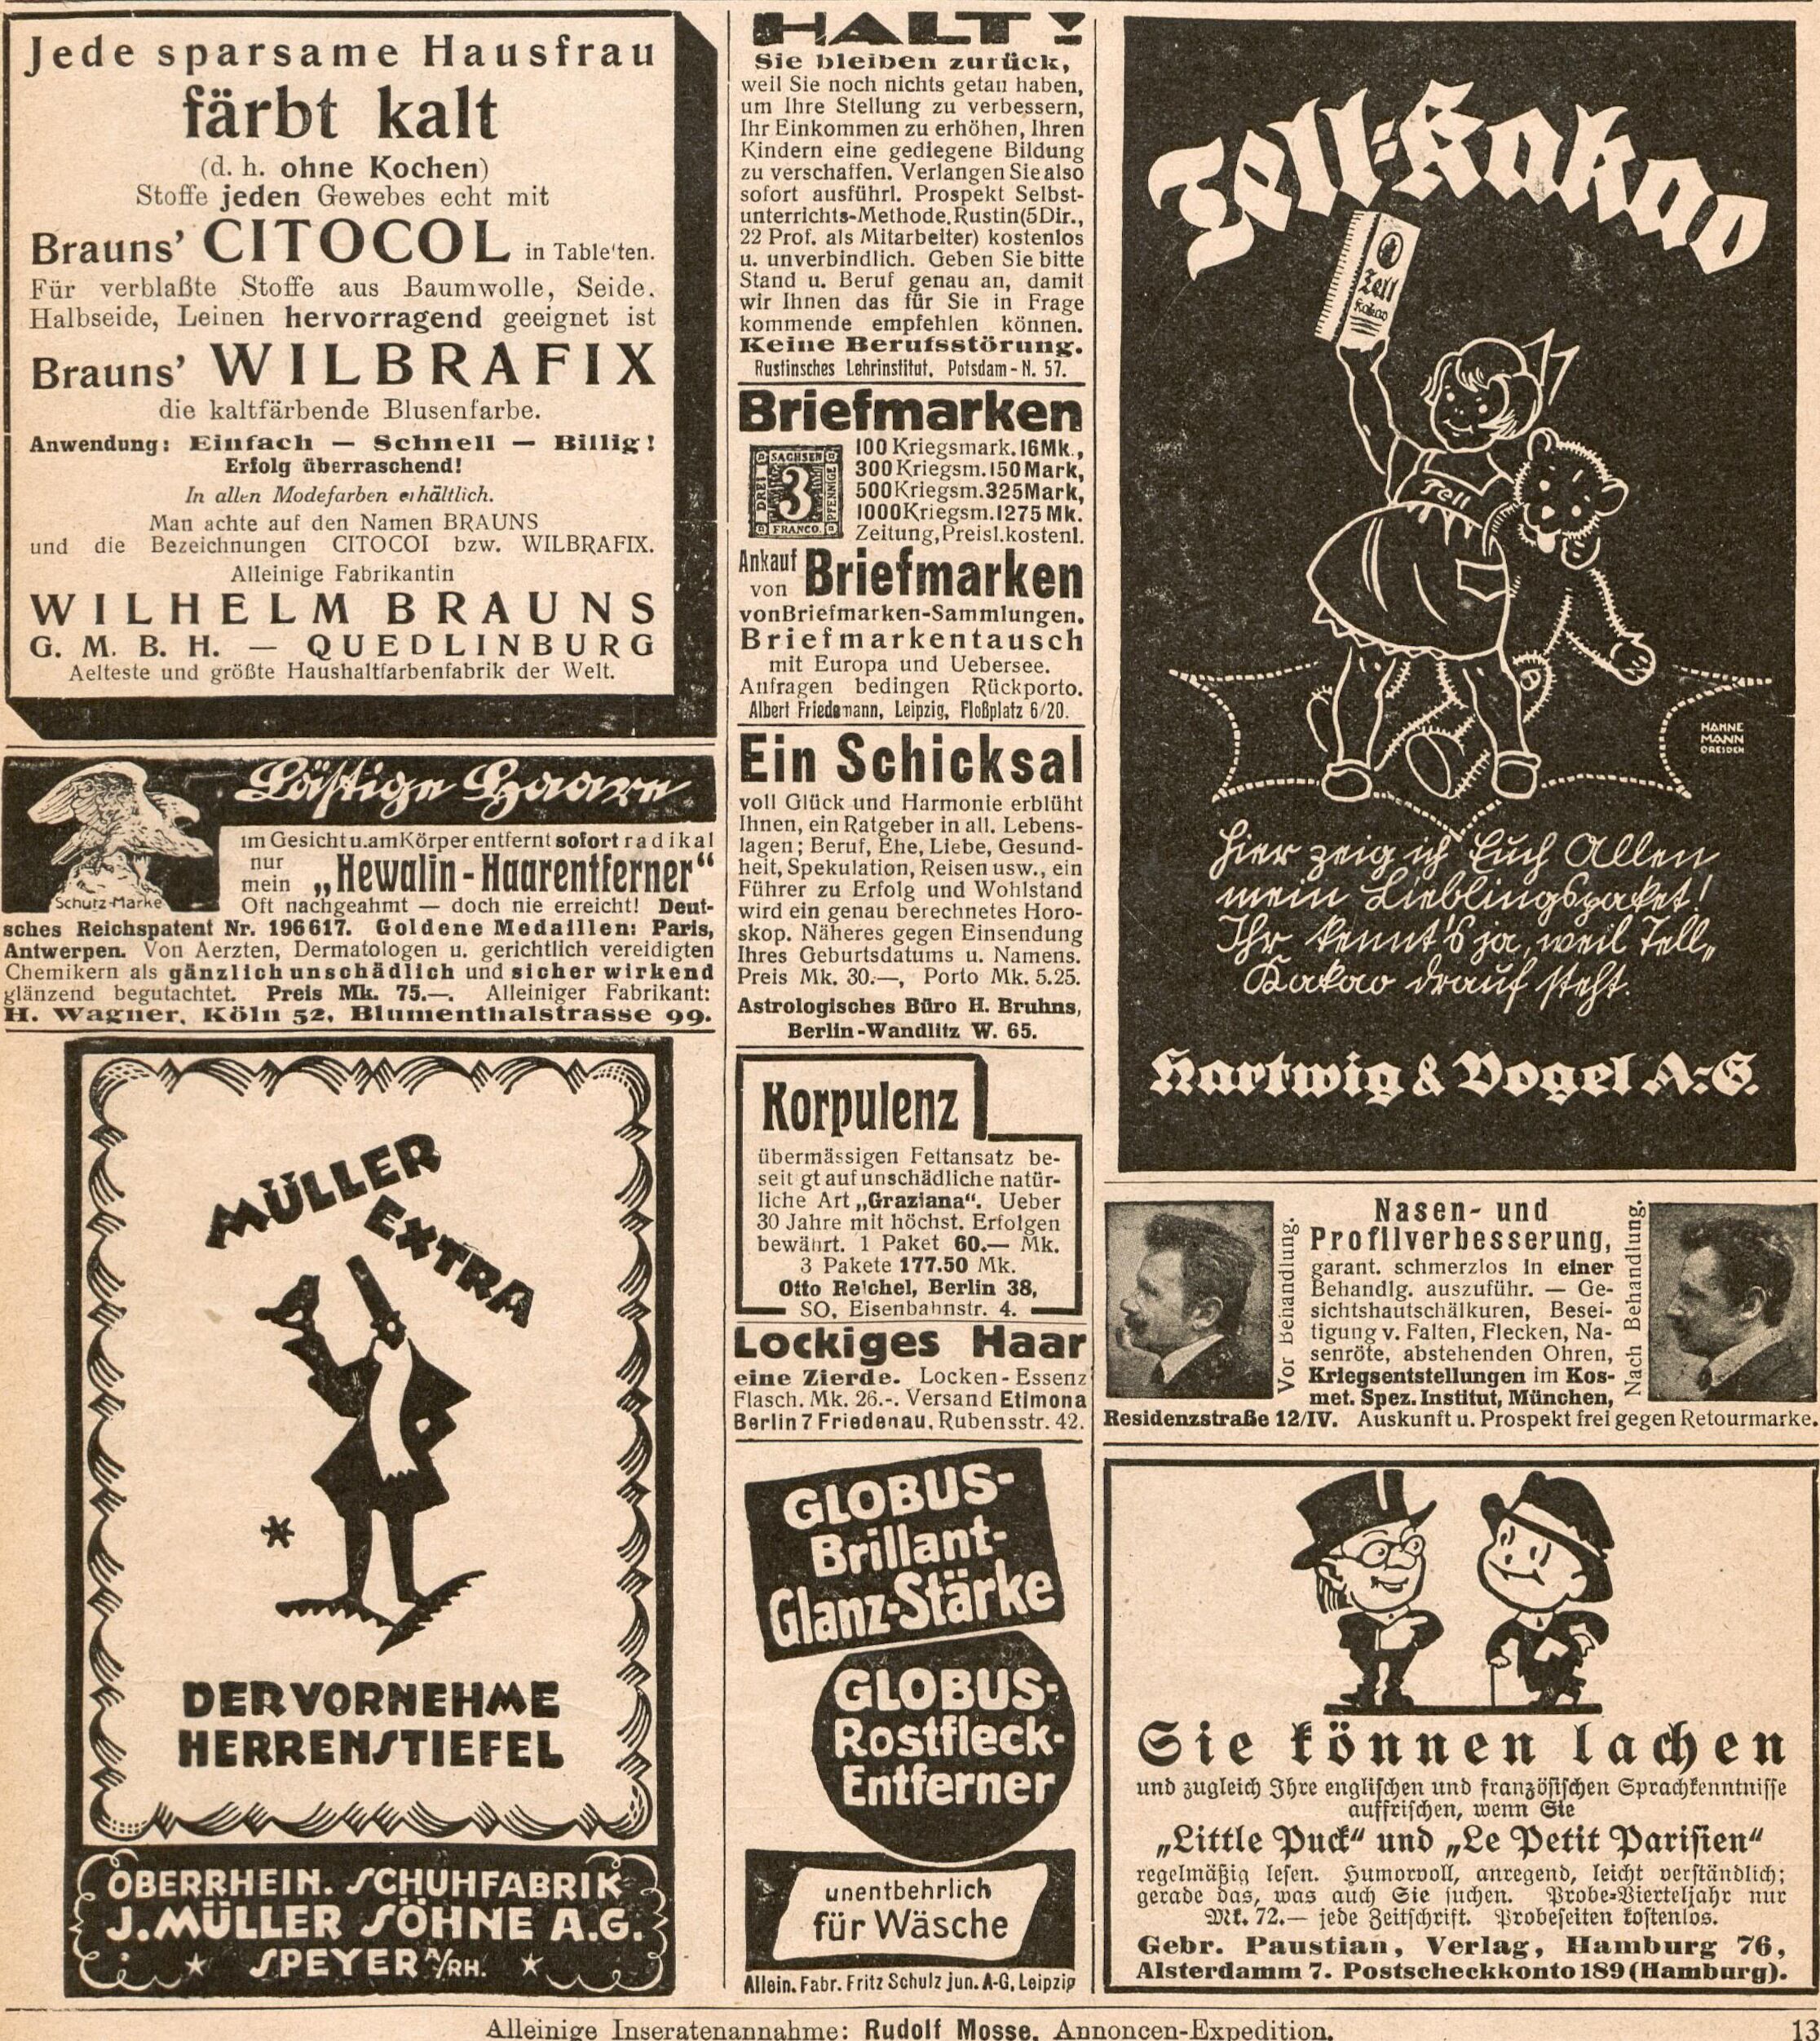 Jede sparsame Hausfrau
färbt kalt
(d. h. ohne Kochen)
Stoffe jeden Gewebes echt mit
Brauns' CITOCOL in Table'ten.
Für verblaßte Stoffe aus Baumwolle, Seide.
Halbseide, Leinen hervorragend geeignet ist
Brauns' WILBRAFIX
die kaltfärbende Blusenfarbe.
Anwendung: Einfach — Schnell — Billig!
Erfolg überraschend!
In allen Modefarben erhältlich.
Man achte auf den Namen BRAUNS
und die Bezeichnungen CITOCOl bzw. WILBRAFIX.
Alleinige Fabrikantin
WILHELM BRAUNS
G. M. B. H. — QUEDLINBURG
Aelteste und größte Haushaltfarbenfabrik der Welt.
Lästige Haare
Schutz-Marke
im Gesicht u. am Körper entfernt sofort radikal
nur
mein „Hewalin-Haarentferner“
Oft nachgeahmt — doch nie erreicht! Deut-
sches Reichspatent Nr. 196617. Goldene Medaillen: Paris,
Antwerpen. Von Aerzten, Dermatologen u. gerichtlich vereidigten
Chemikern als gänzlich unschädlich und sicher wirkend
glänzend begutachtet. Preis Mk. 75.—. Alleiniger Fabrikant:
H. Wagner, Köln 52, Blumenthalstrasse 99.
MÜLLER
EXTRA
DER VORNEHME
HERRENSTIEFEL
OBERRHEIN. SCHUHFABRIK
J. MÜLLER SÖHNE A.G.
SPEYER A/RH.
HALT!
Sie bleiben zurück,
weil Sie noch nichts getan haben,
um Ihre Stellung zu verbessern,
Ihr Einkommen zu erhöhen, Ihren
Kindern eine gediegene Bildung
zu verschaffen. Verlangen Sie also
sofort ausführl. Prospekt Selbst-
unterrichts-Methode Rustin (5 Dir.,
22 Prof. als Mitarbeiter) kostenlos
u. unverbindlich. Geben Sie bitte
Stand u. Beruf genau an, damit
wir Ihnen das für Sie in Frage
kommende empfehlen können.
Keine Berufsstörung.
Rustinsches Lehrinstitut, Potsdam-N. 57.
Briefmarken
SACHSEN
DREI 3 PFENNIGE
FRANCO.
100 Kriegsmark. 16 Mk.,
300 Kriegsm. 150 Mark,
500 Kriegsm. 325 Mark,
1000 Kriegsm. 1275 Mk.
Zeitung, Preisl. kostenl.
Ankauf
von Briefmarken
von Briefmarken-Sammlungen.
Briefmarkentausch
mit Europa und Uebersee.
Anfragen bedingen Rückporto.
Albert Friedemann, Leipzig, Floßplatz 6/20.
Ein Schicksal
voll Glück und Harmonie erblüht
Ihnen, ein Ratgeber in all. Lebens-
lagen; Beruf, Ehe, Liebe, Gesund-
heit, Spekulation, Reisen usw., ein
Führer zu Erfolg und Wohlstand
wird ein genau berechnetes Horo-
skop. Näheres gegen Einsendung
Ihres Geburtsdatums u. Namens.
Preis Mk. 30.—, Porto Mk. 5.25.
Astrologisches Büro H. Bruhns,
Berlin-Wandlitz W. 65.
Korpulenz
übermässigen Fettansatz be-
seit gt auf unschädliche natür-
liche Art „Graziana“. Ueber
30 Jahre mit höchst. Erfolgen
bewährt. 1 Paket 60.— Mk.
3 Pakete 177.50 Mk.
Otto Reichel, Berlin 38,
SO, Eisenbahnstr. 4.
Lockiges Haar
eine Zierde. Locken-Essenz
Flasch. Mk. 26.-. Versand Etimona
Berlin 7 Friedenau, Rubensstr. 42.
GLOBUS-
Brillant-
Glanz-Stärke
GLOBUS-
Rostfleck-
Entferner
unentbehrlich
für Wäsche
Allein. Fabr. Fritz Schulz jun. A-G, Leipzig
Tell-Kakao
Tell
Kakao
Tell
HAHNE
MANN
DRESDEN
Hier zeig ich Euch Allen
mein Lieblingspaket!
Ihr kennt's ja, weil Tell-
Kakao drauf steht.
Hartwig & Vogel A.-G.
Vor Behandlung.
Nasen- und
Profilverbesserung,
garant. schmerzlos in einer
Behandlg. auszuführ. — Ge-
sichtshautschälkuren, Besei-
tigung v. Falten, Flecken, Na-
senröte, abstehenden Ohren,
Kriegsentstellungen im Kos-
met. Spez. Institut, München,
Residenzstraße 12/IV. Auskunft u. Prospekt frei gegen Retourmarke.
Nach Behandlung.
Sie können lachen
und zugleich Ihre englischen und französischen Sprachkenntnisse
auffrischen, wenn Sie
„Little Puck“ und „Le Petit Parisien“
regelmäßig lesen. Humorvoll, anregend, leicht verständlich;
gerade das, was auch Sie suchen. Probe-Vierteljahr nur
Mk. 72.— jede Zeitschrift. Probeseiten kostenlos.
Gebr. Paustian, Verlag, Hamburg 76,
Alsterdamm 7. Postscheckkonto 189 (Hamburg).
Alleinige Inseratenannahme: Rudolf Mosse, Annoncen-Expedition.
13